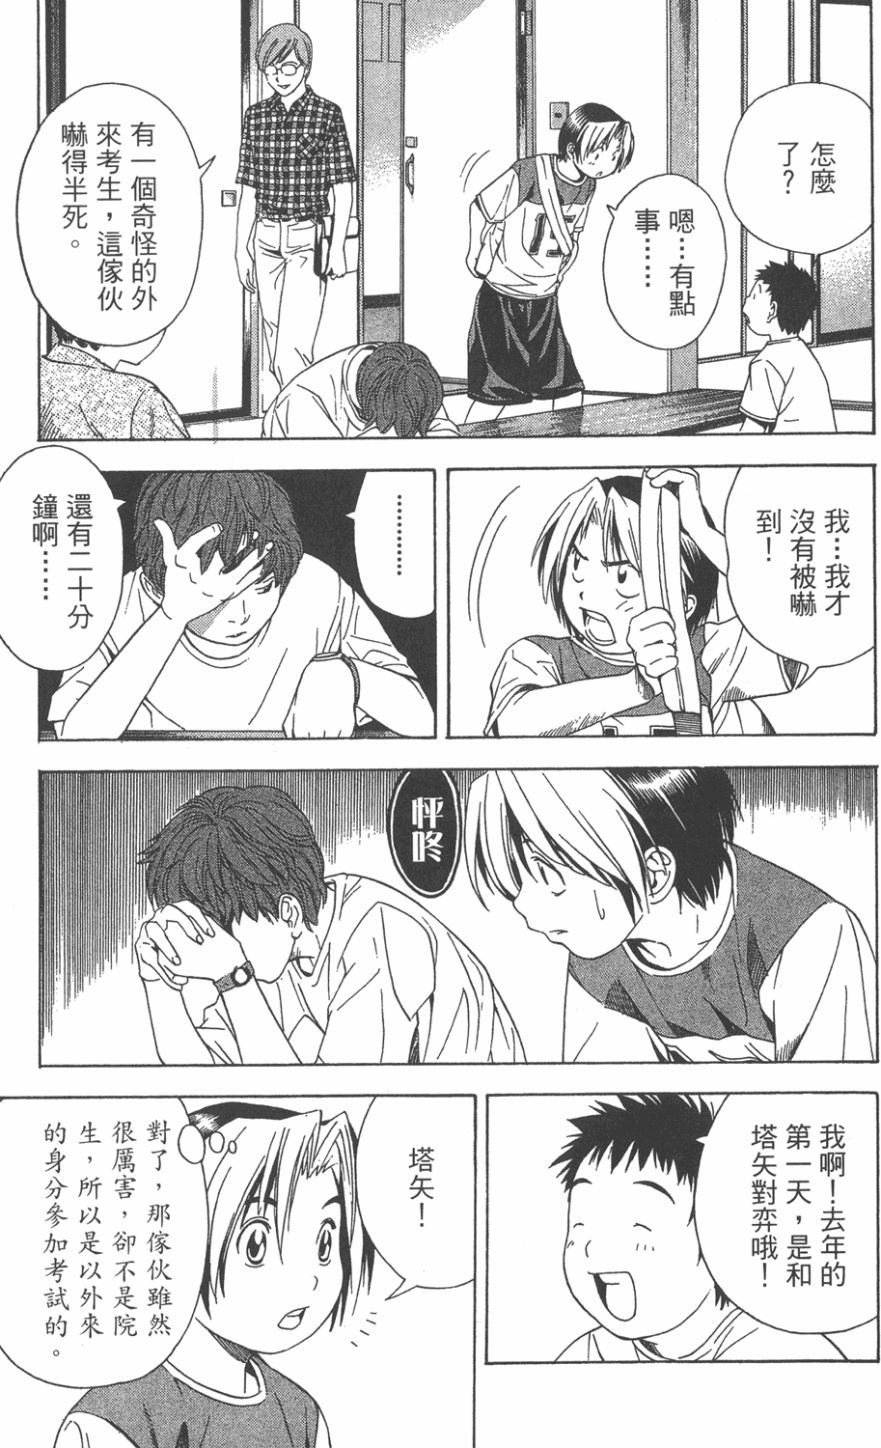 怎麼
了?
嗯…有點
事……
有一個奇怪的外
來考生，這傢伙
嚇得半死。
我…我才
沒有被嚇
到！
………
還有二十分
鐘啊……
怦咚
我啊！去年的
第一天，是和
塔矢對弈哦！
塔矢！
對了，那傢伙雖然
很厲害，卻不是院
生，所以是以外來
的身分參加考試的。
15